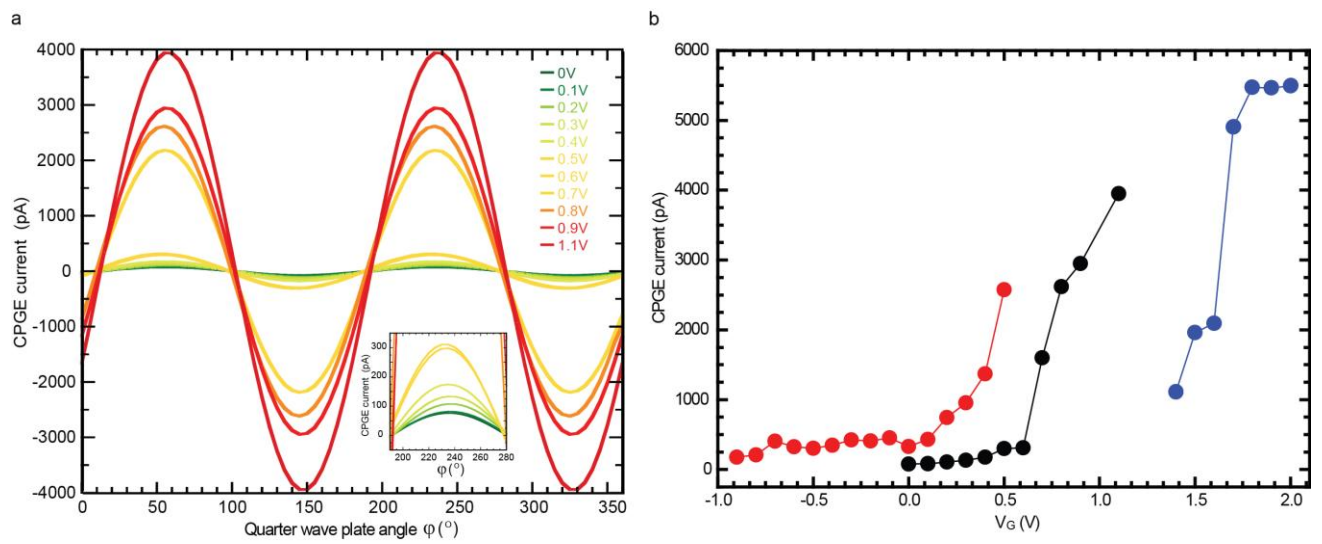 a
CPGE current (pA)
4000
3000
2000
1000
0
-1000
-2000
-3000
-4000
0V
0.1V
0.2V
0.3V
0.4V
0.5V
0.6V
0.7V
0.8V
0.9V
1.1V
CPGE current (pA)
300
200
100
0
200
220
240
260
280
φ(°)
0
50
100
150
200
250
300
350
Quarter wave plate angle φ(°)
b
CPGE current (pA)
6000
5000
4000
3000
2000
1000
0
-1.0
-0.5
0.0
0.5
1.0
1.5
2.0
V_G (V)